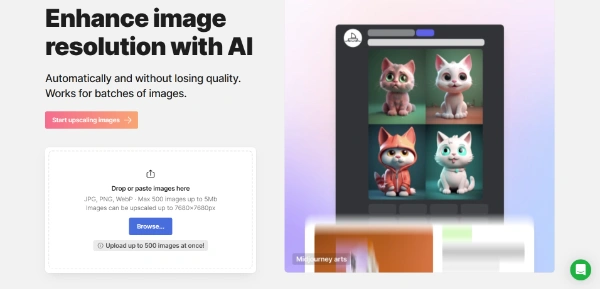 Enhance image
resolution with AI
Automatically and without losing quality.
Works for batches of images.
Start upscaling images
Drop or paste images here
JPG, PNG, WebP · Max 500 images up to 5Mb
Images can be upscaled up to 7680×7680px
Browse...
Upload up to 500 images at once!
Midjourney arts